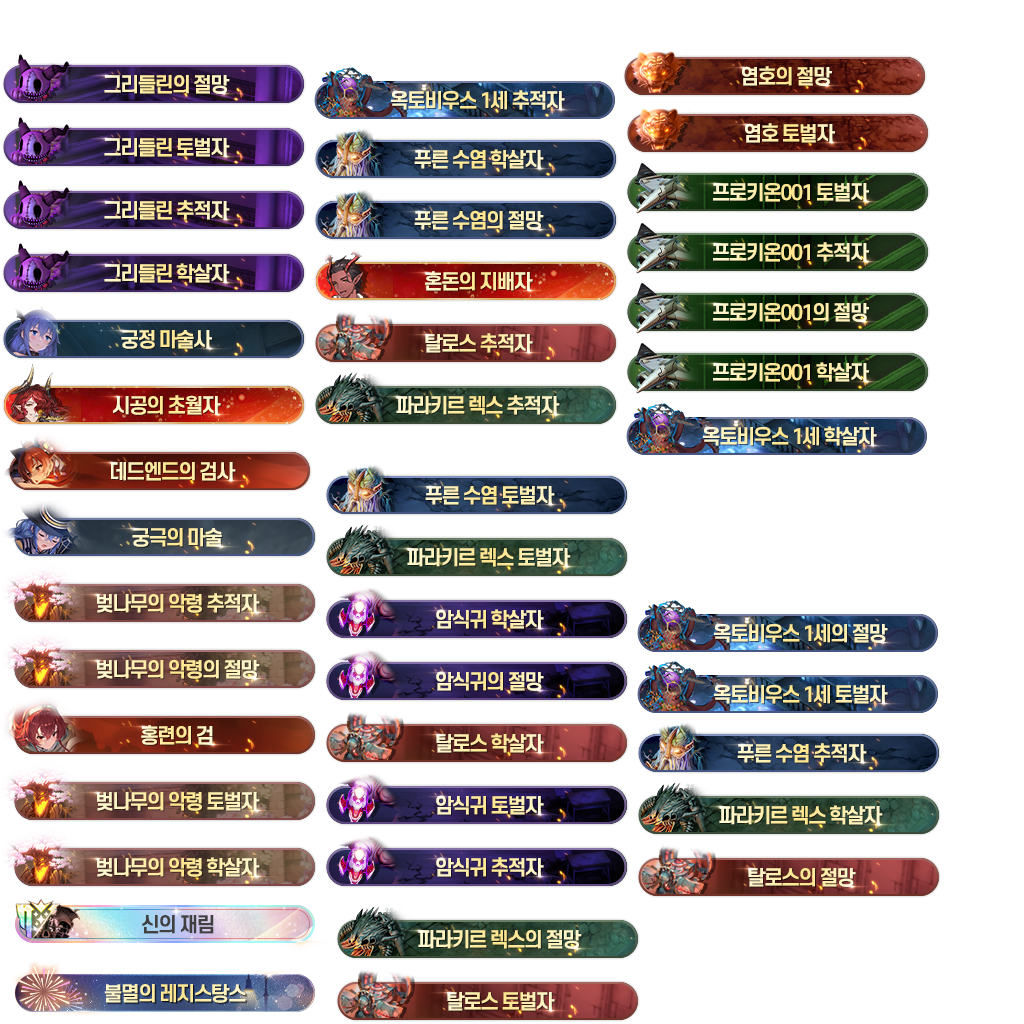 그리들린의 절망
그리들린 토벌자
그리들린 추적자
그리들린 학살자
궁정 마술사
시공의 초월자
데드엔드의 검사
궁극의 마술
벚나무의 악령 추적자
벚나무의 악령의 절망
홍련의 검
벚나무의 악령 토벌자
벚나무의 악령 학살자
신의 재림
불멸의 레지스탕스
옥토비우스 1세 추적자
푸른 수염 학살자
푸른 수염의 절망
혼돈의 지배자
탈로스 추적자
파라키르 렉스 추적자
푸른 수염 토벌자
파라키르 렉스 토벌자
암식귀 학살자
암식귀의 절망
탈로스 학살자
암식귀 토벌자
암식귀 추적자
파라키르 렉스의 절망
탈로스 토벌자
염호의 절망
염호 토벌자
프로키온001 토벌자
프로키온001 추적자
프로키온001의 절망
프로키온001 학살자
옥토비우스 1세 학살자
옥토비우스 1세의 절망
옥토비우스 1세 토벌자
푸른 수염 추적자
파라키르 렉스 학살자
탈로스의 절망